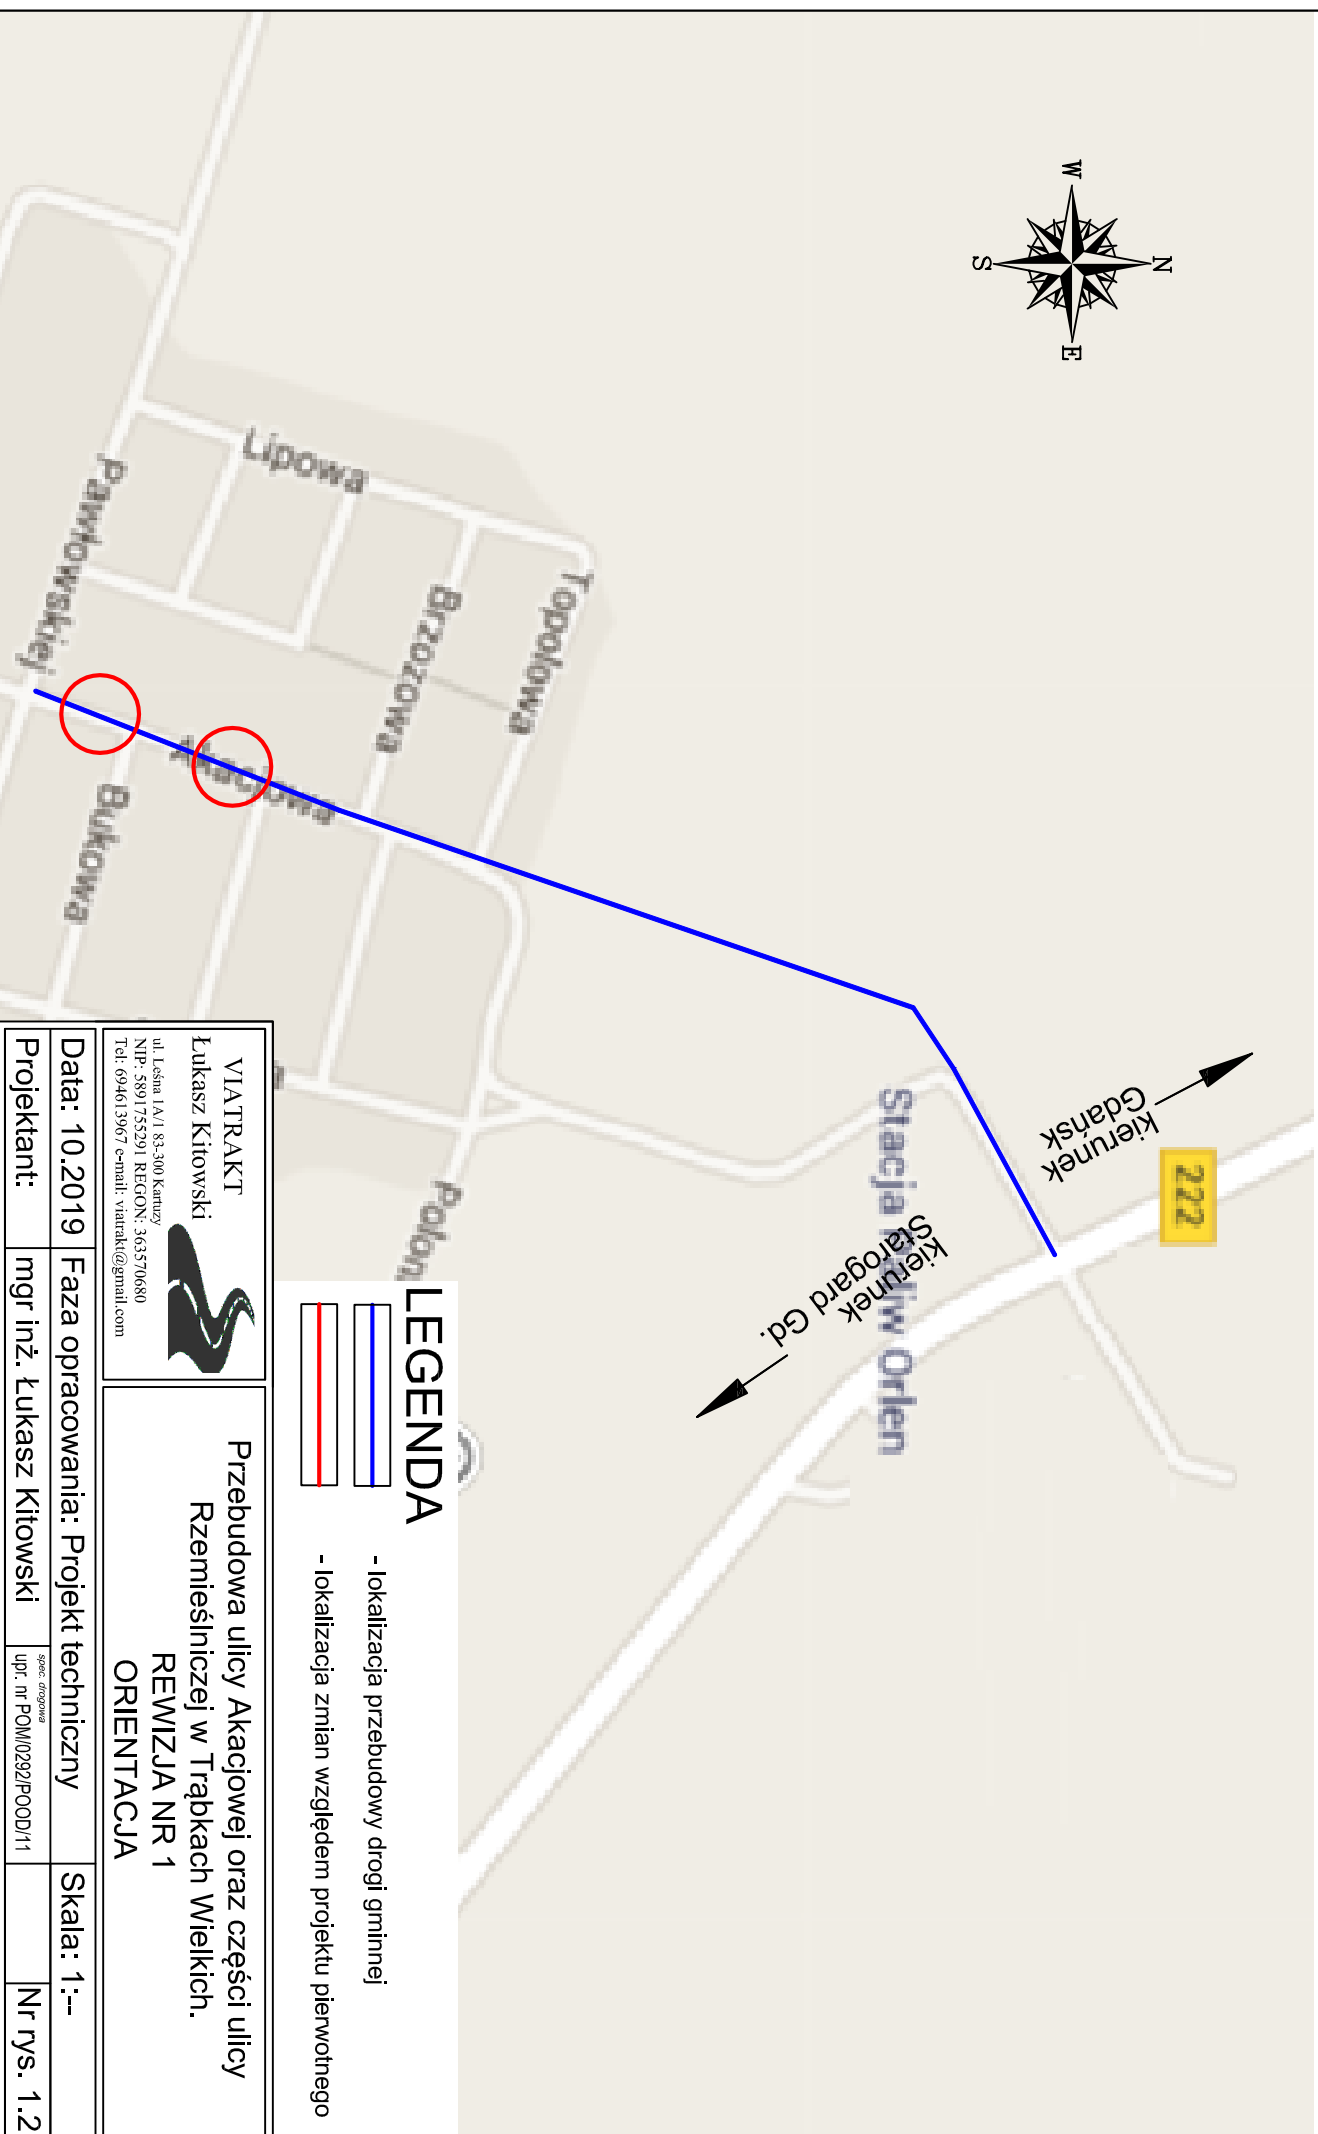 W
N
S
E
Lipowa
Pawłowskiej
Topolowa
Brzozowa
Akacjowa
Bukowa
222
kierunek
Gdańsk
kierunek
Starogard Gd.
Stacja Paliw Orlen
LEGENDA
- lokalizacja przebudowy drogi gminnej
- lokalizacja zmian względem projektu pierwotnego
VIATRAKT
Łukasz Kitowski
ul. Leśna 1A/1 83-300 Kartuzy
NIP: 5891755291 REGON: 363570680
Tel: 694613967 e-mail: viatrakt@gmail.com
Przebudowa ulicy Akacjowej oraz części ulicy
Rzemieślniczej w Trąbkach Wielkich.
REWIZJA NR 1
ORIENTACJA
Data: 10.2019
Faza opracowania: Projekt techniczny
Skala: 1:--
Projektant:
mgr inż. Łukasz Kitowski
spec. drogowa
upr. nr POM/0292/POOD/11
Nr rys. 1.2